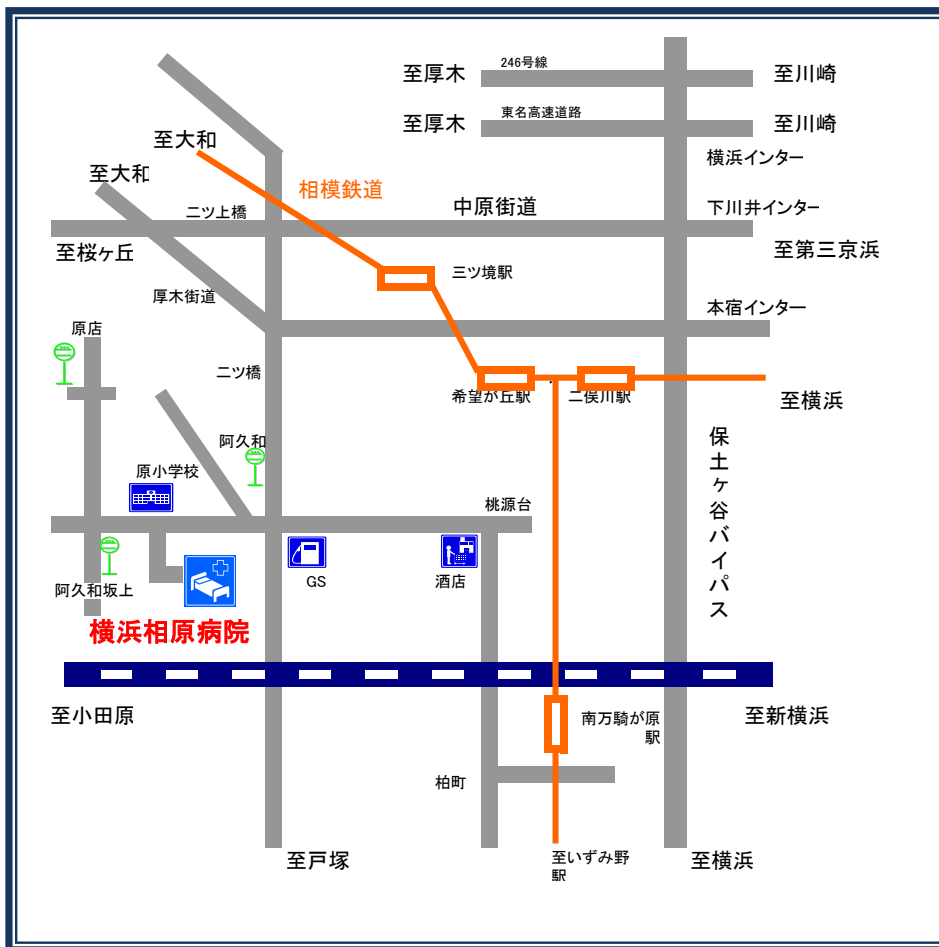 246号線
至厚木
至川崎
東名高速道路
至厚木
至川崎
至大和
横浜インター
至大和
相模鉄道
二ツ上橋
中原街道
下川井インター
至桜ヶ丘
至第三京浜
三ツ境駅
厚木街道
本宿インター
原店
二ツ橋
希望が丘駅
二俣川駅
至横浜
阿久和
保土ヶ谷バイパス
原小学校
桃源台
GS
酒店
阿久和坂上
横浜相原病院
至小田原
南万騎が原
駅
至新横浜
柏町
至戸塚
至いずみ野
駅
至横浜